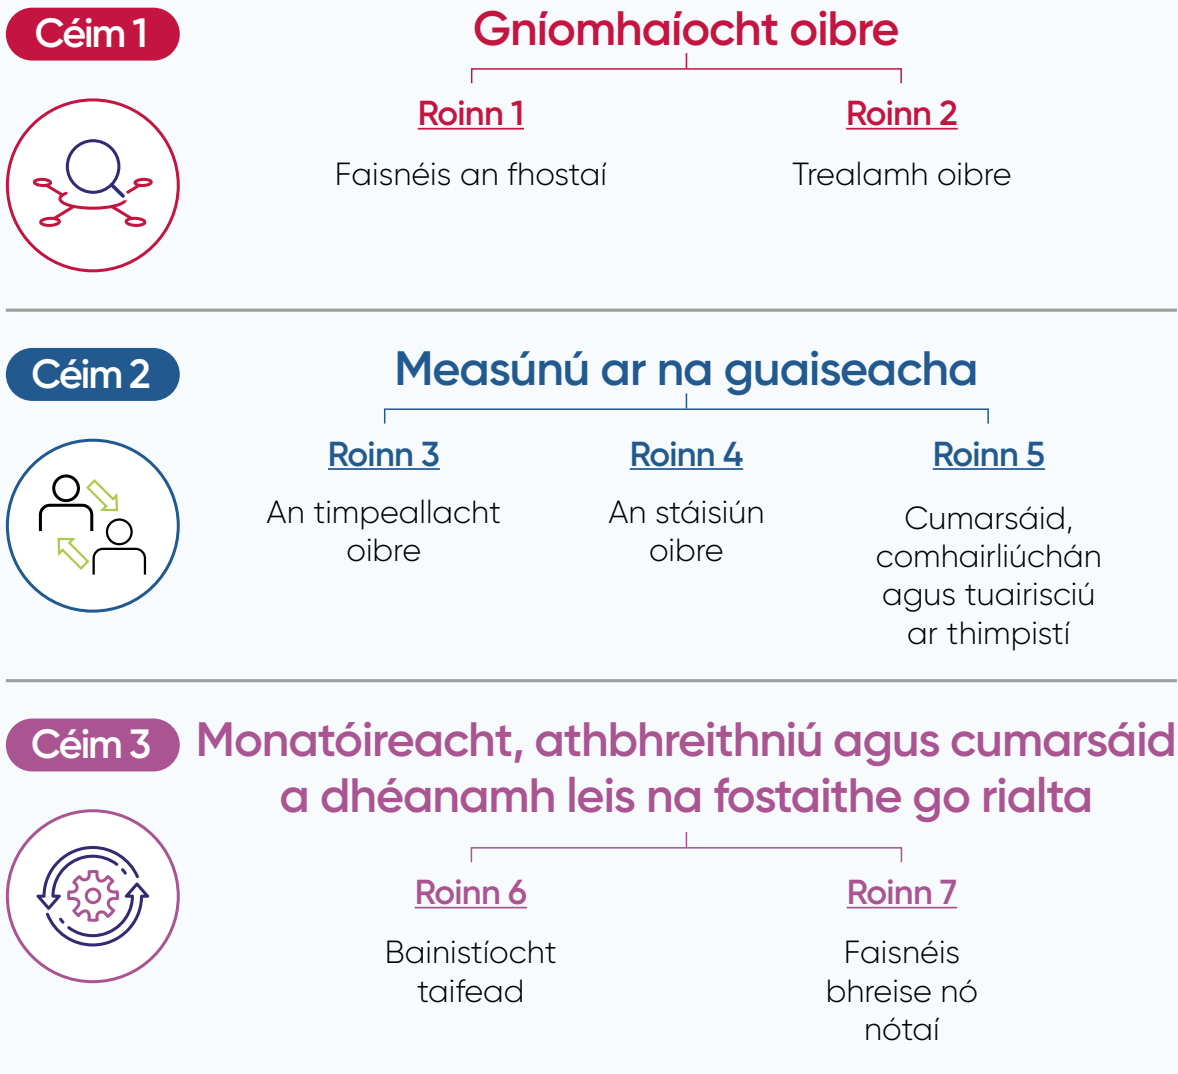 Céim 1
Gníomhaíocht oibre
Roinn 1
Faisnéis an fhostaí
Roinn 2
Trealamh oibre
Céim 2
Measúnú ar na guaiseacha
Roinn 3
An timpeallacht
oibre
Roinn 4
An stáisiún
oibre
Roinn 5
Cumarsáid,
comhairliúchán
agus tuairisciú
ar thimpistí
Céim 3
Monatóireacht, athbhreithniú agus cumarsáid
a dhéanamh leis na fostaithe go rialta
Roinn 6
Bainistíocht
taifead
Roinn 7
Faisnéis
bhreise nó
nótaí